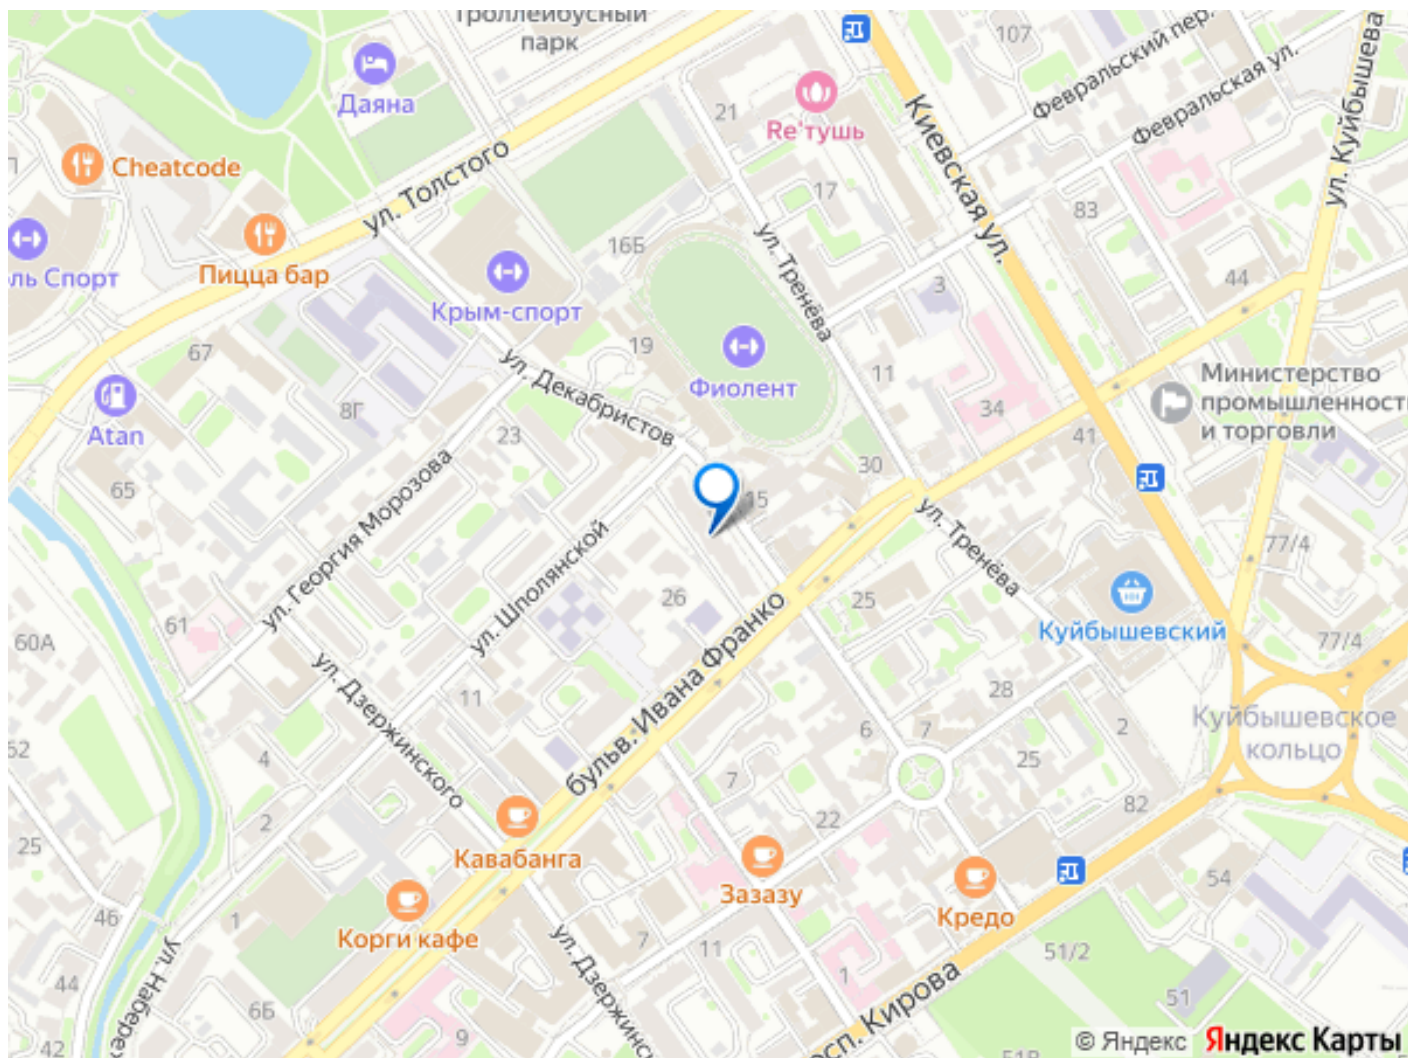 Троллейбусный
парк
107
Февральский пер.
Февральская ул.
ул. Куйбышева
Даяна
21
Re'тушь
Киевская ул.
Cheatcode
ул. Толстого
17
83
Пицца бар
16Б
ул. Тренёва
оль Спорт
Крым-спорт
3
44
67
19
Фиолент
11
Министерство
промышленност
и торговли
ул. Декабристов
8Г
34
Atan
23
41
30
65
ул. Георгия Морозова
15
ул. Тренёва
77/4
ул. Шполянской
26
25
Куйбышевский
61
60А
77/4
ул. Дзержинского
11
28
2
Куйбышевское
кольцо
бульв. Ивана Франко
6
7
25
52
4
7
82
2
22
25
Кавабанга
Зазазу
54
Кредо
46
1
Корги кафе
7
11
51/2
ул. Дзержинс
1
44
51
6Б
просп. Кирова
ул. Набереж
9
42
51В
© Яндекс Яндекс Карты